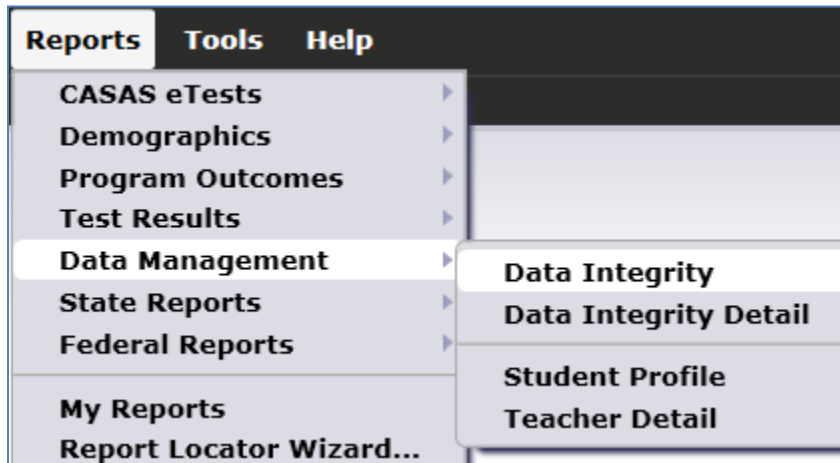 Reports Tools Help
CASAS eTests
Demographics
Program Outcomes
Test Results
Data Management
State Reports
Federal Reports
My Reports
Report Locator Wizard...
Data Integrity
Data Integrity Detail
Student Profile
Teacher Detail